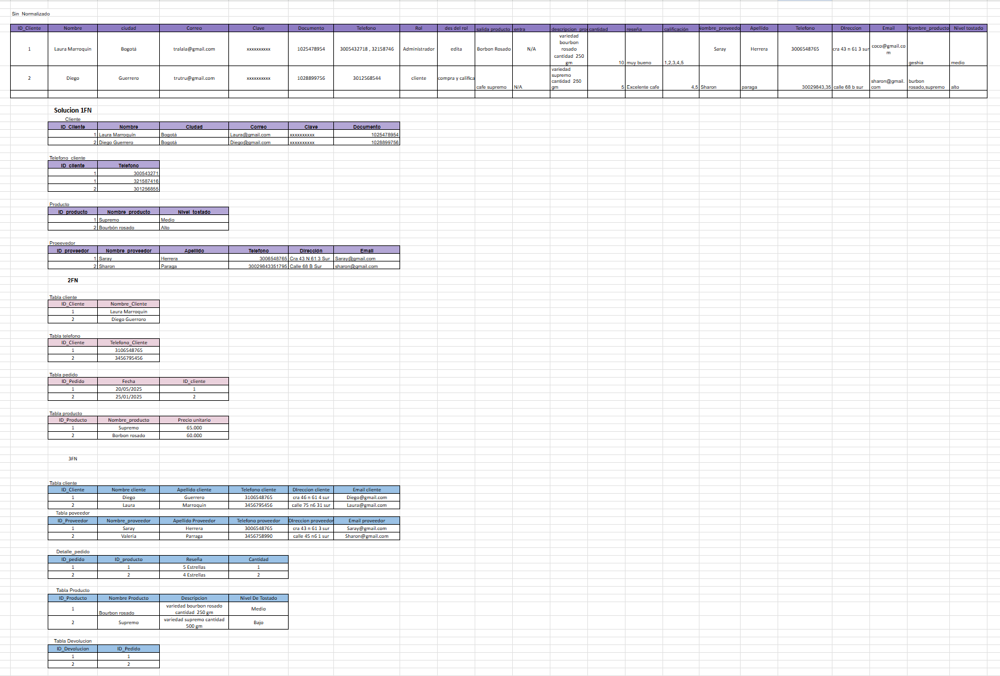 Sin Normalizado
ID_Cliente Nombre ciudad Correo Clave Documento Telefono Rol des del rol salida producto entra descripcion_pro cantidad reseña calificación Nombre_proveedo Apellido Telefono DIreccion Email Nombre_producto Nivel tostado
1 Laura Marroquin Bogotá tralala@gmail.com xxxxxxxxxx 1025478954 3005432718 , 32158746 Administrador edita Borbon Rosado N/A variedad bourbon rosado cantidad 250 gm 10 muy bueno 1,2,3,4,5 Saray Herrera 3006548765 cra 43 n 61 3 sur coco@gmail.com geshia medio
2 Diego Guerrero trutru@gmail.com xxxxxxxxxx 1028899756 3012568544 cliente compra y califica cafe supremo N/A variedad supremo cantidad 250 gm 5 Excelente cafe 4,5 Sharon paraga 30029843,35 calle 68 b sur sharon@gmail.com burbon rosado,supremo alto
Solucion 1FN
Cliente
ID_Cliente Nombre Ciudad Correo Clave Documento
1 Laura Marroquin Bogotá Laura@gmail.com xxxxxxxxxx 1025478954
2 Diego Guerrero Bogotá Diego@gmail.com xxxxxxxxxx 1028899756
Telefono_cliente
ID_cliente Telefono
1 300543271
1 321587416
2 301256855
Producto
ID_producto Nombre_producto Nivel_tostado
1 Supremo Medio
2 Bourbón rosado Alto
Proeevedor
ID_proveedor Nombre_proveedor Apellido Telefono Dirección Email
1 Saray Herrera 3006548765 Cra 43 N 61 3 Sur Saray@gmail.com
2 Sharon Paraga 30029843351795 Calle 68 B Sur sharon@gmail.com
2FN
Tabla cliente
ID_Cliente Nombre_Cliente
1 Laura Marroquin
2 Diego Guerroro
Tabla telefono
ID_Cliente Telefono_Cliente
1 3106548765
2 3456795456
Tabla pedido
ID_Pedido Fecha ID_cliente
1 20/05/2025 1
2 25/01/2025 2
Tabla producto
ID_Producto Nombre_producto Precio unitario
1 Supremo 65.000
2 Borbon rosado 60.000
3FN
Tabla cliente
ID_Cliente Nombre cliente Apellido cliente Telefono cliente DIreccion cliente Email cliente
1 Diego Guerrero 3106548765 cra 46 n 61 4 sur Diego@gmail.com
2 Laura Marroquin 3456795456 calle 75 n6 31 sur Laura@gmail.com
Tabla poveedor
ID_Proveedor Nombre_proveedor Apellido Proveedor Telefono proveedor DIreccion proveedor Email proveedor
1 Saray Herrera 3006548765 cra 43 n 61 3 sur Saray@gmail.com
2 Valeria Parraga 3456758990 calle 45 n6 1 sur Sharon@gmail.com
Detalle_pedido
ID_pedido ID_producto Reseña Cantidad
1 1 5 Estrellas 1
2 2 4 Estrellas 2
Tabla Producto
ID_Producto Nombre Producto Descripcion Nivel De Tostado
1 Bourbon rosado variedad bourbon rosado cantidad 250 gm Medio
2 Supremo variedad supremo cantidad 500 gm Bajo
Tabla Devolucion
ID_Devolucion ID_Pedido
1 1
2 2